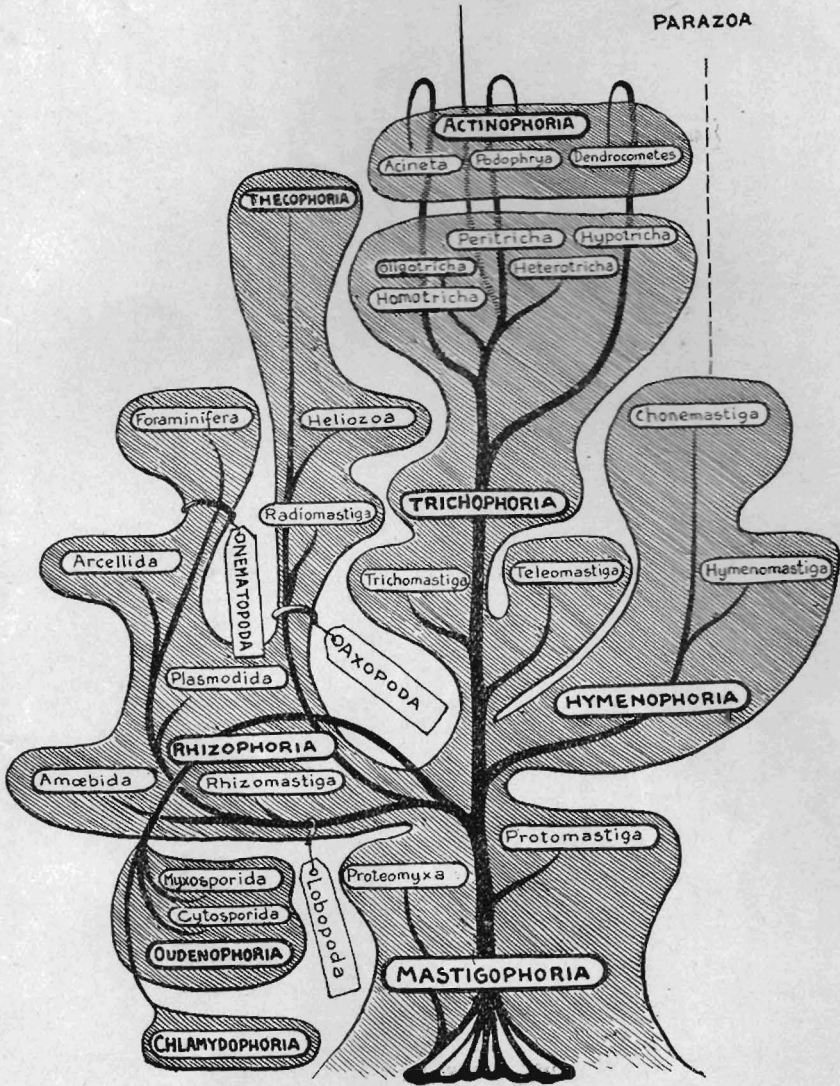 PARAZOA
ACTINOPHORIA
Acineta
Podophrya
Dendrocometes
THECOPHORIA
Peritricha
Hypotricha
Oligotricha
Heterotricha
Homotricha
Foraminifera
Heliozoa
Chonemastiga
TRICHOPHORIA
Radiomastiga
NEMATOPODA
Arcellida
Trichomastiga
Teleomastiga
Hymenomastiga
AXOPODA
Plasmodida
HYMENOPHORIA
RHIZOPHORIA
Amœbida
Rhizomastiga
Protomastiga
Myxosporida
Lobopoda
Proteomyxa
Cytosporida
OUDENOPHORIA
MASTIGOPHORIA
CHLAMYDOPHORIA